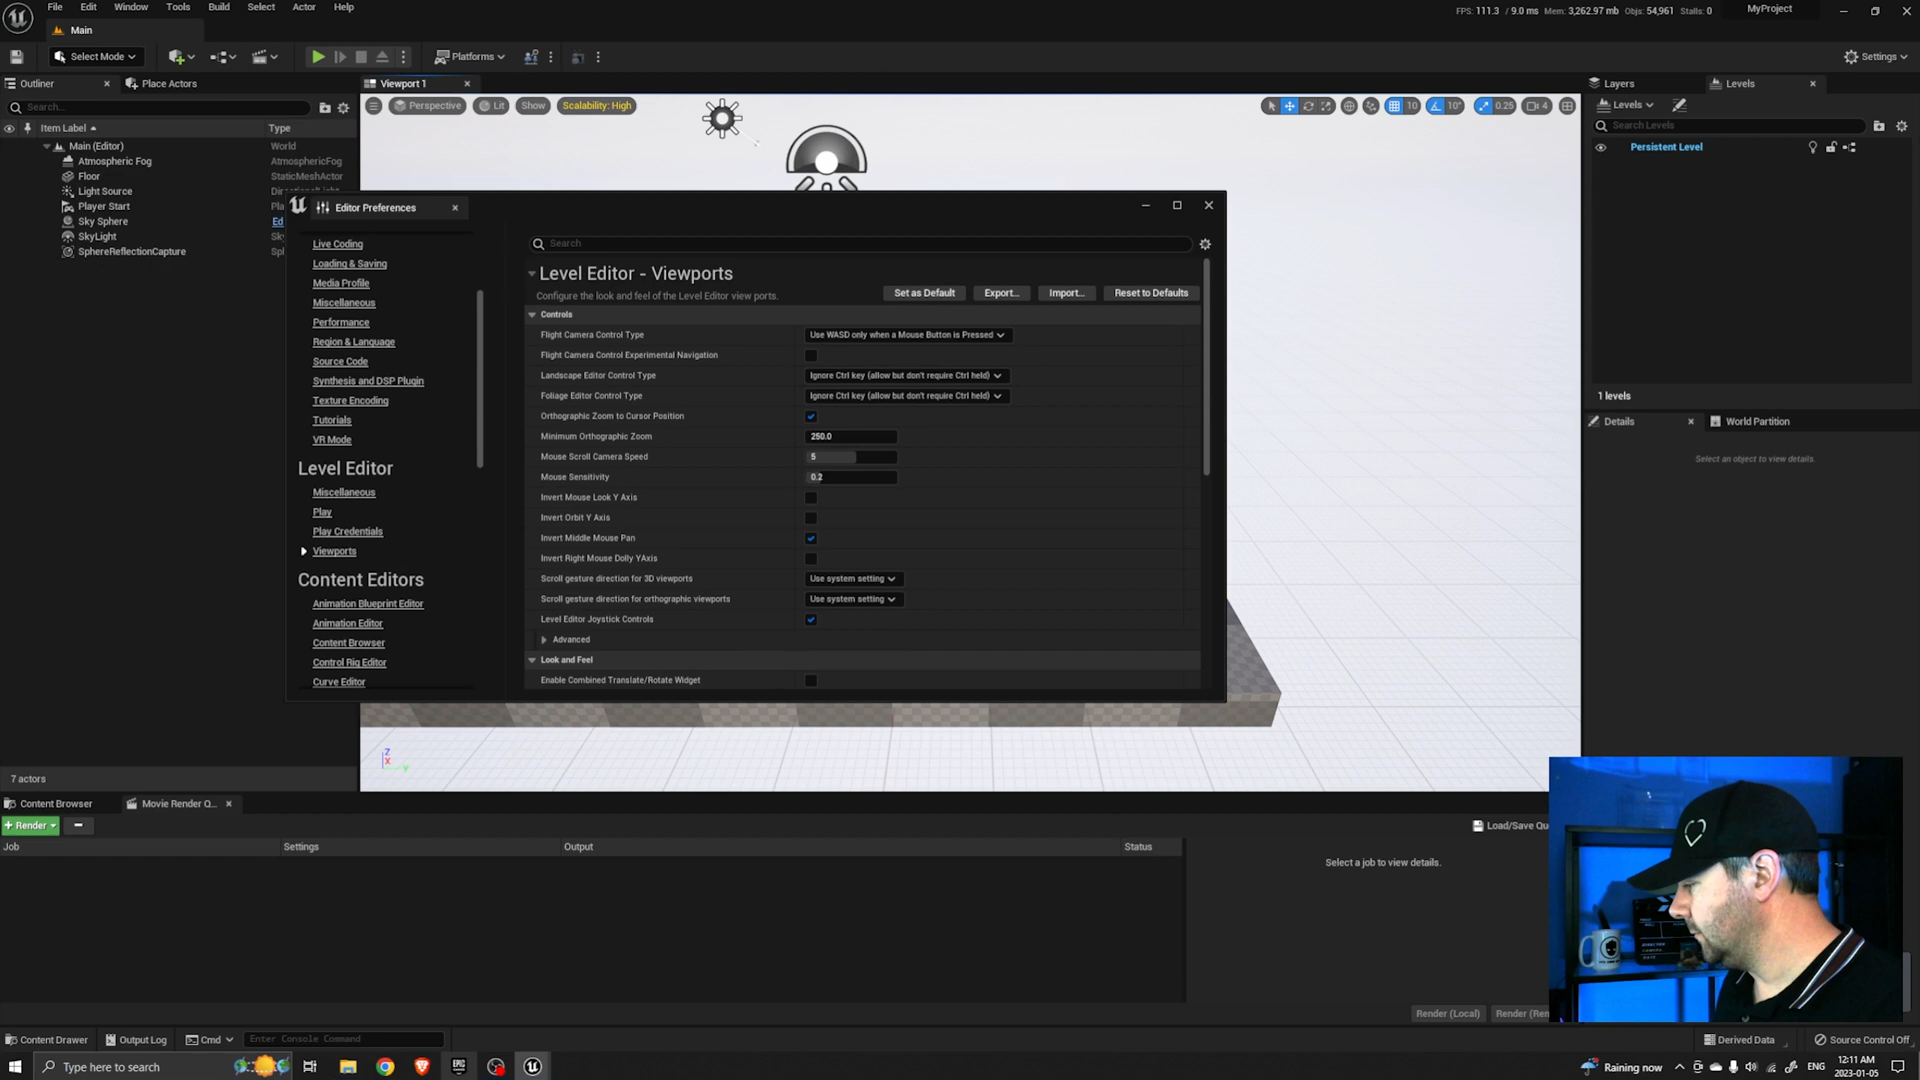 File Edit Window Tools Build Select Actor Help
FPS: 111.3 / 9.0 ms Mem: 3,262.97 mb Objs: 54,961 Stalls: 0
MyProject
Main
Select Mode
Platforms
Settings
Outliner
Place Actors
Viewport 1
Layers
Levels
Search...
Perspective
Lit
Show
Scalability: High
10
10°
0.25
4
Levels
Search Levels
Item Label
Type
Main (Editor)
World
Atmospheric Fog
AtmosphericFog
Floor
StaticMeshActor
Light Source
Player Start
Sky Sphere
Ed
SkyLight
SphereReflectionCapture
Persistent Level
1 levels
Details
World Partition
Select an object to view details.
Editor Preferences
Live Coding
Loading & Saving
Media Profile
Miscellaneous
Performance
Region & Language
Source Code
Synthesis and DSP Plugin
Texture Encoding
Tutorials
VR Mode
Level Editor
Miscellaneous
Play
Play Credentials
Viewports
Content Editors
Animation Blueprint Editor
Animation Editor
Content Browser
Control Rig Editor
Curve Editor
Search
Level Editor - Viewports
Configure the look and feel of the Level Editor view ports.
Set as Default
Export...
Import...
Reset to Defaults
Controls
Flight Camera Control Type
Use WASD only when a Mouse Button is Pressed
Flight Camera Control Experimental Navigation
Landscape Editor Control Type
Ignore Ctrl key (allow but don't require Ctrl held)
Foliage Editor Control Type
Ignore Ctrl key (allow but don't require Ctrl held)
Orthographic Zoom to Cursor Position
Minimum Orthographic Zoom
250.0
Mouse Scroll Camera Speed
5
Mouse Sensitivity
0.2
Invert Mouse Look Y Axis
Invert Orbit Y Axis
Invert Middle Mouse Pan
Invert Right Mouse Dolly YAxis
Scroll gesture direction for 3D viewports
Use system setting
Scroll gesture direction for orthographic viewports
Use system setting
Level Editor Joystick Controls
Advanced
Look and Feel
Enable Combined Translate/Rotate Widget
Z
X
Y
7 actors
Content Browser
Movie Render Q...
Render
Load/Save Qu
Job
Settings
Output
Status
Select a job to view details.
Render (Local)
Render (Ren
Content Drawer
Output Log
Cmd
Enter Console Command
Derived Data
Source Control Off
Type here to search
Raining now
ENG
12:11 AM
2023-01-05